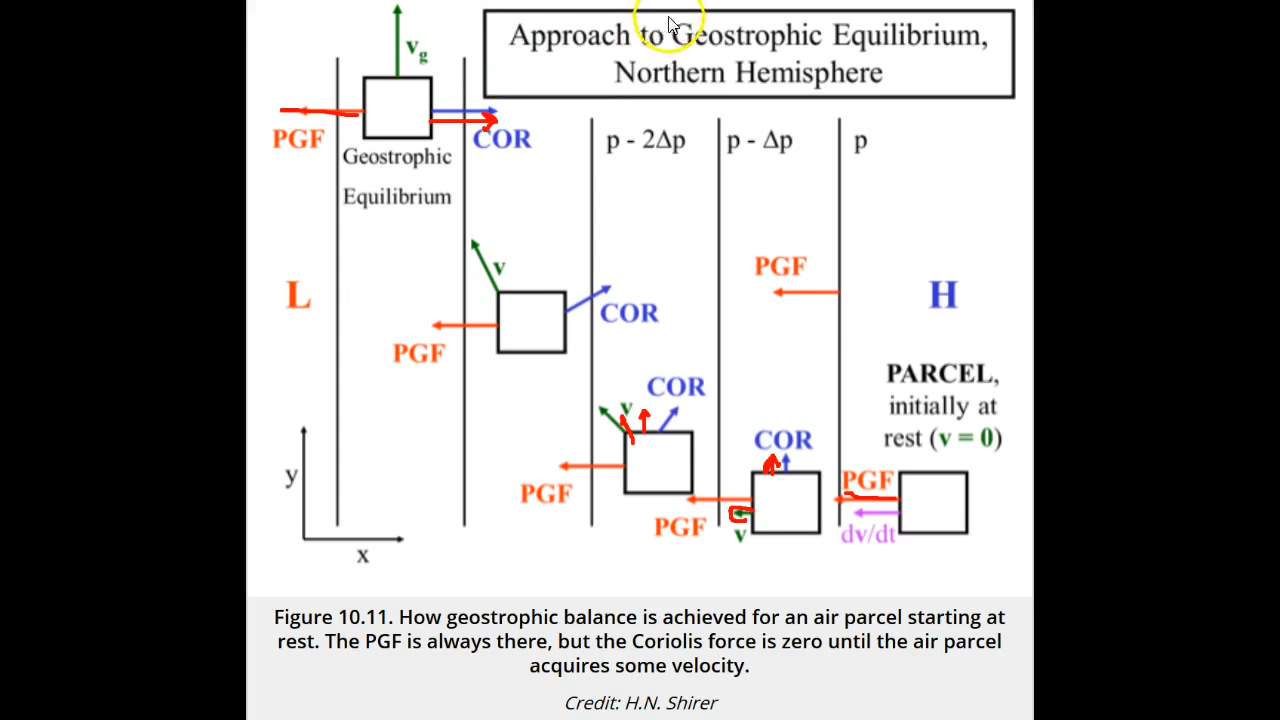 Approach to Geostrophic Equilibrium,
Northern Hemisphere
v_g
PGF
COR
Geostrophic
Equilibrium
p - 2Δp
p - Δp
p
v
COR
PGF
PGF
L
H
PARCEL,
initially at
rest (v = 0)
COR
v
PGF
COR
PGF
v
PGF
dv/dt
y
x
Figure 10.11. How geostrophic balance is achieved for an air parcel starting at
rest. The PGF is always there, but the Coriolis force is zero until the air parcel
acquires some velocity.
Credit: H.N. Shirer